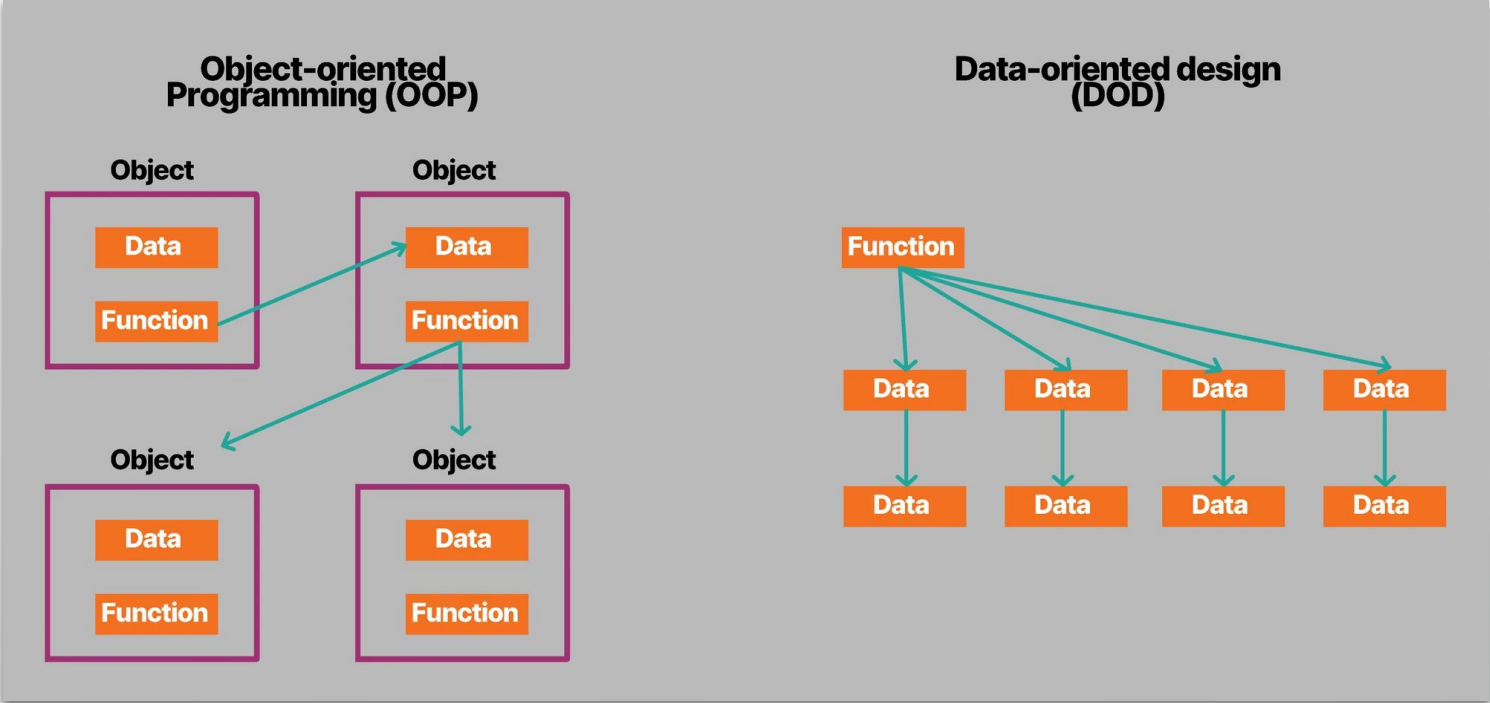 Object-oriented
Programming (OOP)
Object
Object
Data
Data
Function
Function
Object
Object
Data
Data
Function
Function
Data-oriented design
(DOD)
Function
Data
Data
Data
Data
Data
Data
Data
Data